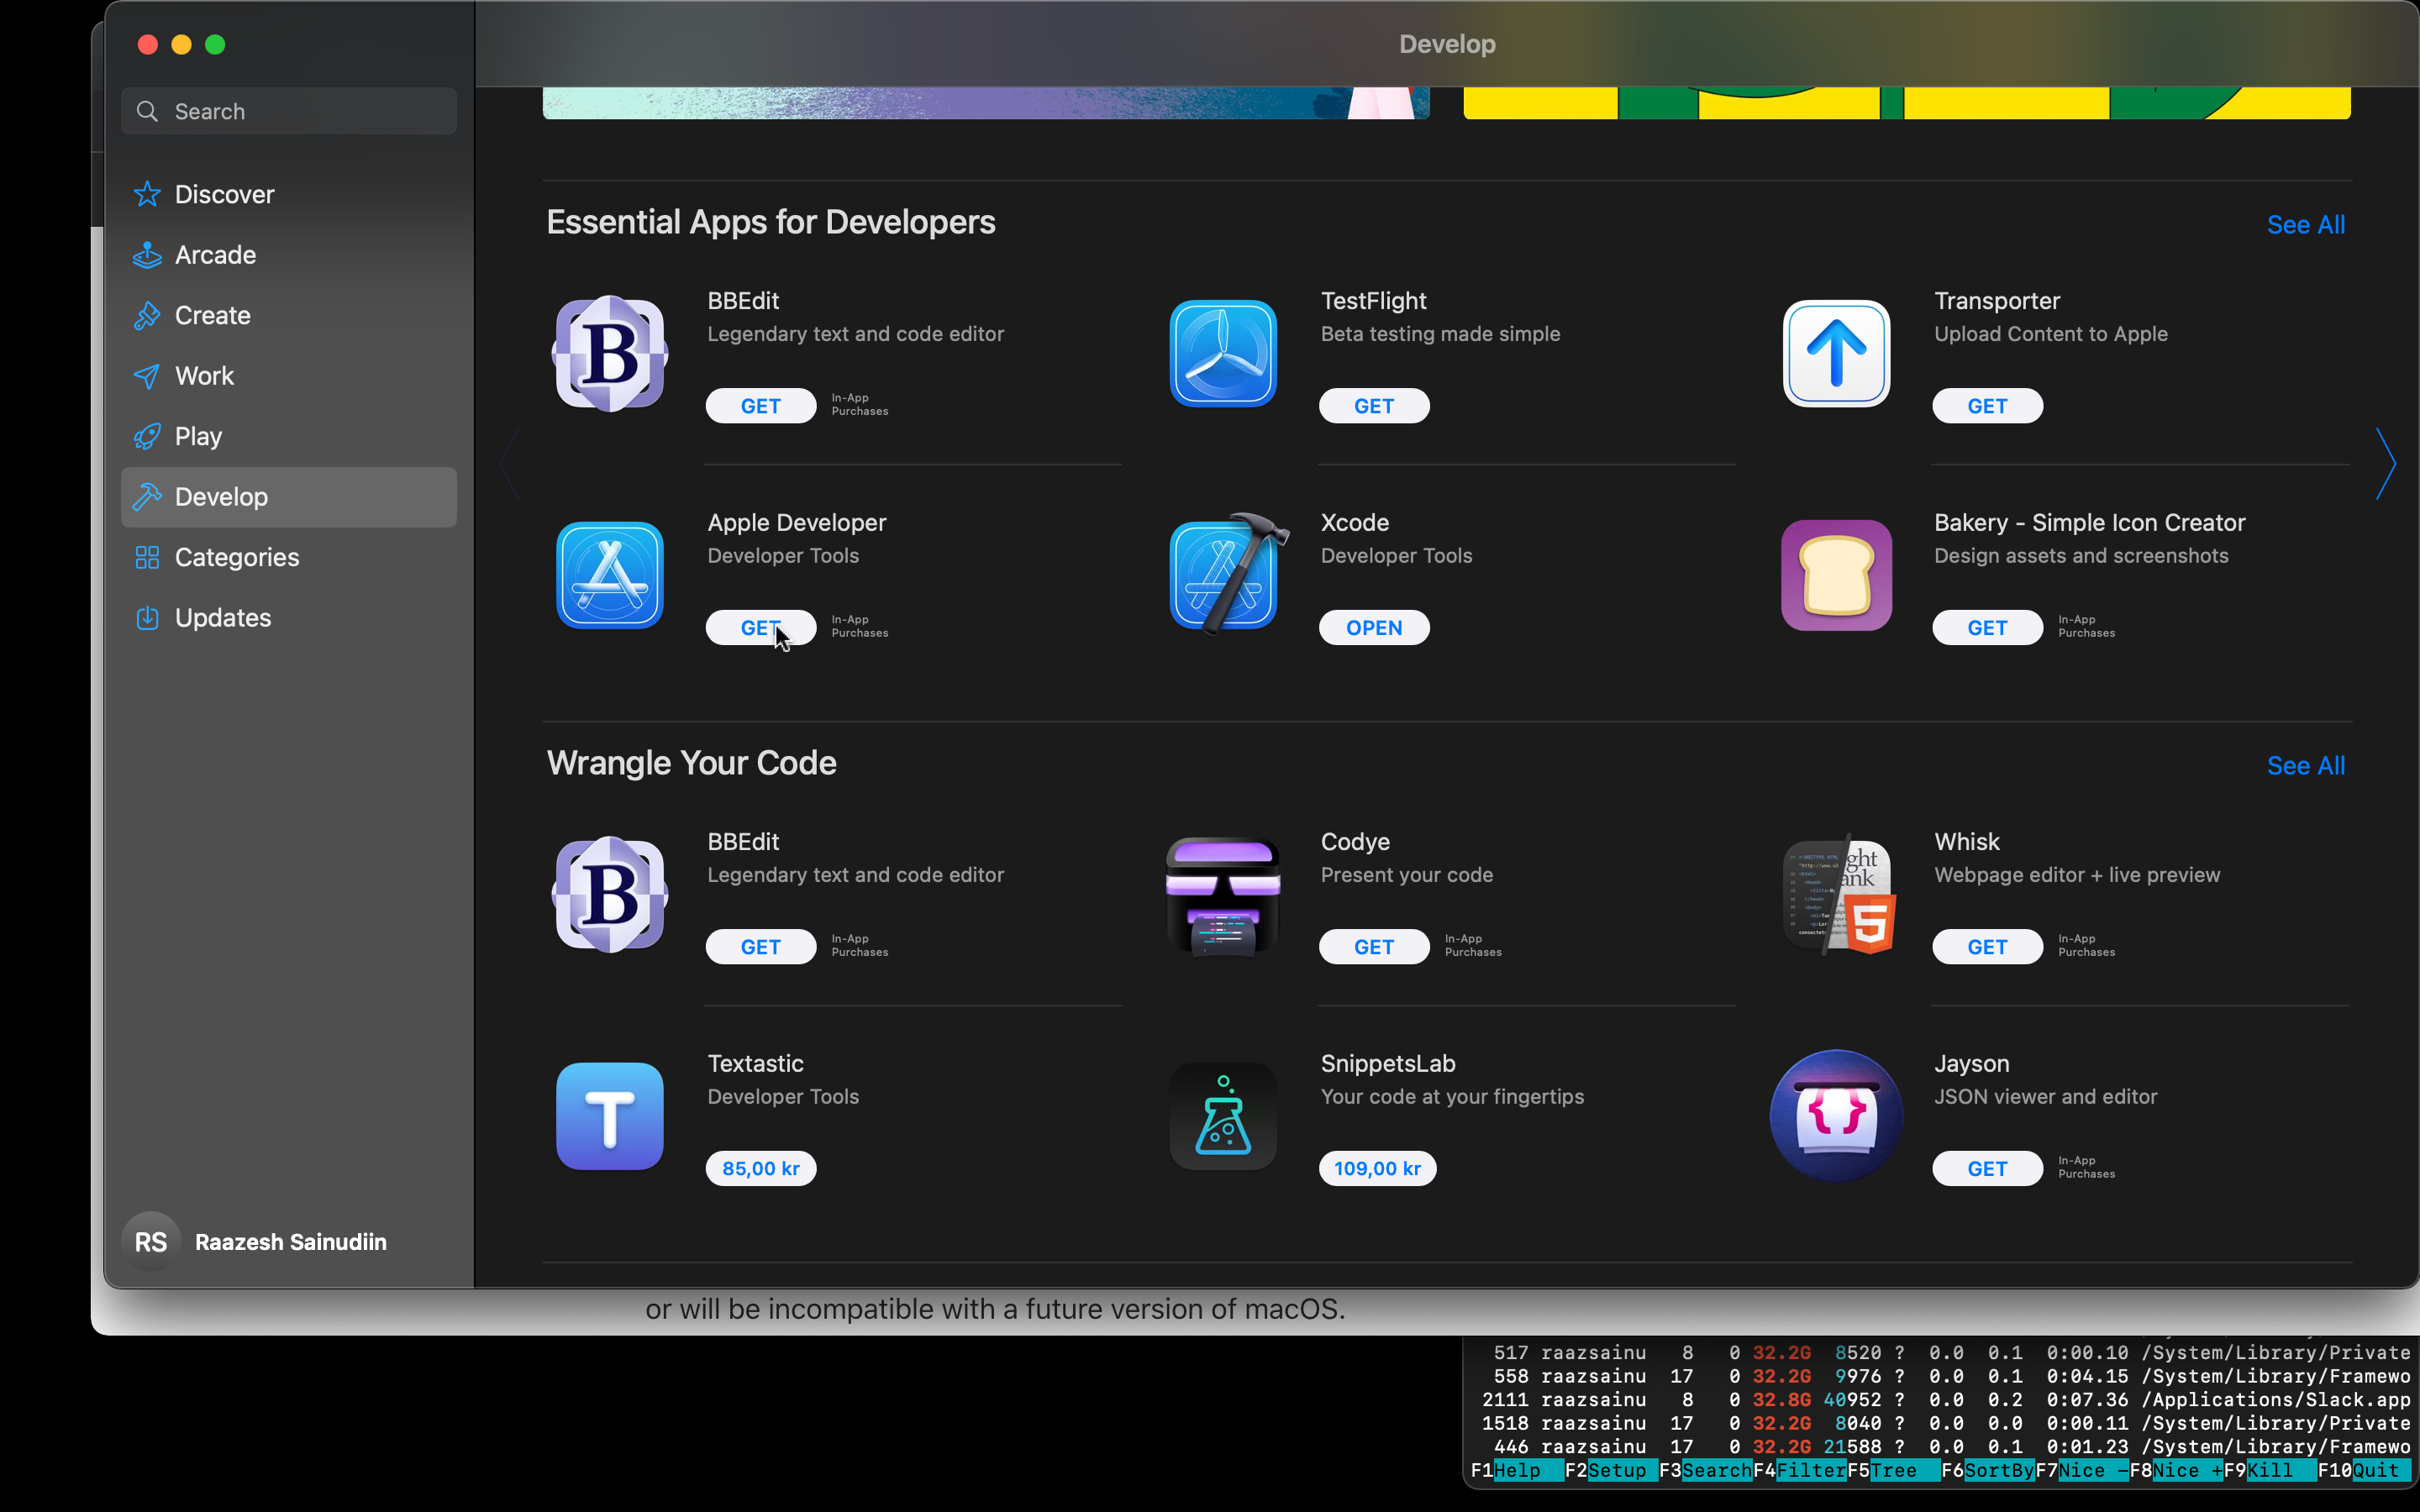 Develop
Search
Discover
Arcade
Create
Work
Play
Develop
Categories
Updates
RS Raazesh Sainudiin
Essential Apps for Developers See All
BBEdit
Legendary text and code editor
GET In-App Purchases
TestFlight
Beta testing made simple
GET
Transporter
Upload Content to Apple
GET
Apple Developer
Developer Tools
GET In-App Purchases
Xcode
Developer Tools
OPEN
Bakery - Simple Icon Creator
Design assets and screenshots
GET In-App Purchases
Wrangle Your Code See All
BBEdit
Legendary text and code editor
GET In-App Purchases
Codye
Present your code
GET In-App Purchases
Whisk
Webpage editor + live preview
GET In-App Purchases
Textastic
Developer Tools
85,00 kr
SnippetsLab
Your code at your fingertips
109,00 kr
Jayson
JSON viewer and editor
GET In-App Purchases
or will be incompatible with a future version of macOS.
517 raazsainu 8 0 32.2G 8520 ? 0.0 0.1 0:00.10 /System/Library/Private
558 raazsainu 17 0 32.2G 9976 ? 0.0 0.1 0:04.15 /System/Library/Framewo
2111 raazsainu 8 0 32.8G 40952 ? 0.0 0.2 0:07.36 /Applications/Slack.app
1518 raazsainu 17 0 32.2G 8040 ? 0.0 0.0 0:00.11 /System/Library/Private
446 raazsainu 17 0 32.2G 21588 ? 0.0 0.1 0:01.23 /System/Library/Framewo
F1Help F2Setup F3SearchF4FilterF5Tree F6SortByF7Nice -F8Nice +F9Kill F10Quit